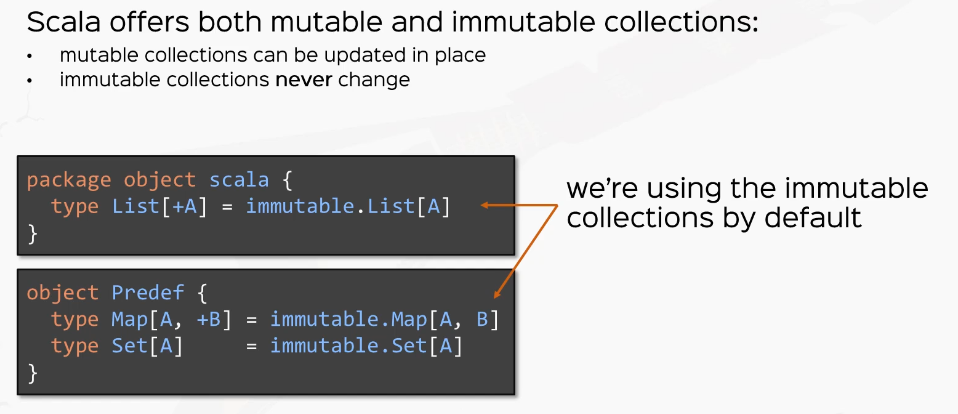 Scala offers both mutable and immutable collections:
• mutable collections can be updated in place
• immutable collections never change
package object scala {
  type List[+A] = immutable.List[A]
}
we're using the immutable
collections by default
object Predef {
  type Map[A, +B] = immutable.Map[A, B]
  type Set[A]     = immutable.Set[A]
}